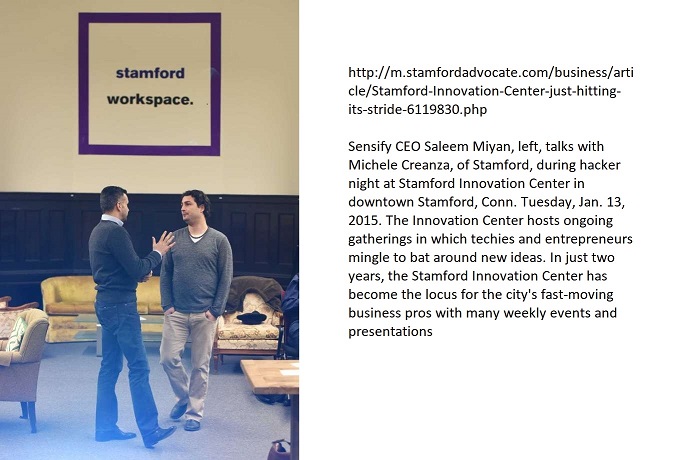 stamford
workspace.
http://m.stamfordadvocate.com/business/arti
cle/Stamford-Innovation-Center-just-hitting-
its-stride-6119830.php
Sensify CEO Saleem Miyan, left, talks with
Michele Creanza, of Stamford, during hacker
night at Stamford Innovation Center in
downtown Stamford, Conn. Tuesday, Jan. 13,
2015. The Innovation Center hosts ongoing
gatherings in which techies and entrepreneurs
mingle to bat around new ideas. In just two
years, the Stamford Innovation Center has
become the locus for the city's fast-moving
business pros with many weekly events and
presentations